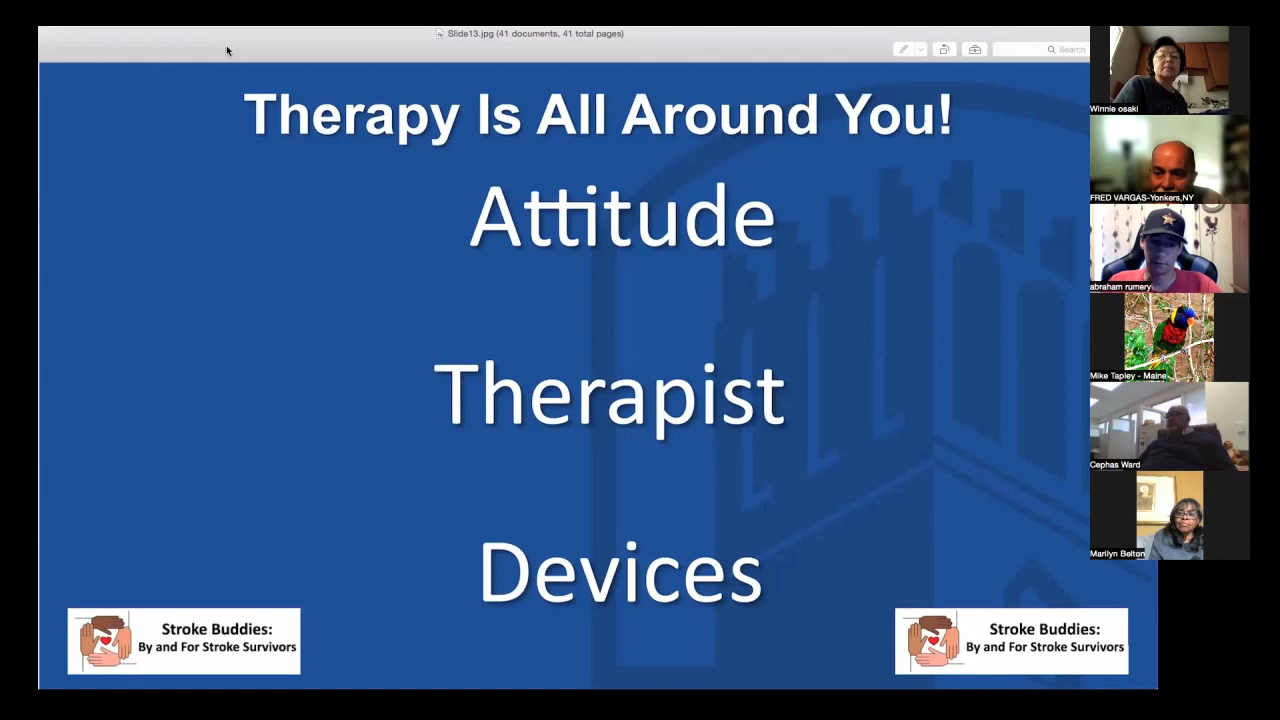 Slide13.jpg (41 documents, 41 total pages)
Search
Therapy Is All Around You!
Attitude
Therapist
Devices
Stroke Buddies:
By and For Stroke Survivors
Stroke Buddies:
By and For Stroke Survivors
Winnie osaki
FRED VARGAS-Yonkers,NY
abraham rumery
Mike Tapley - Maine
Cephas Ward
Marilyn Belton